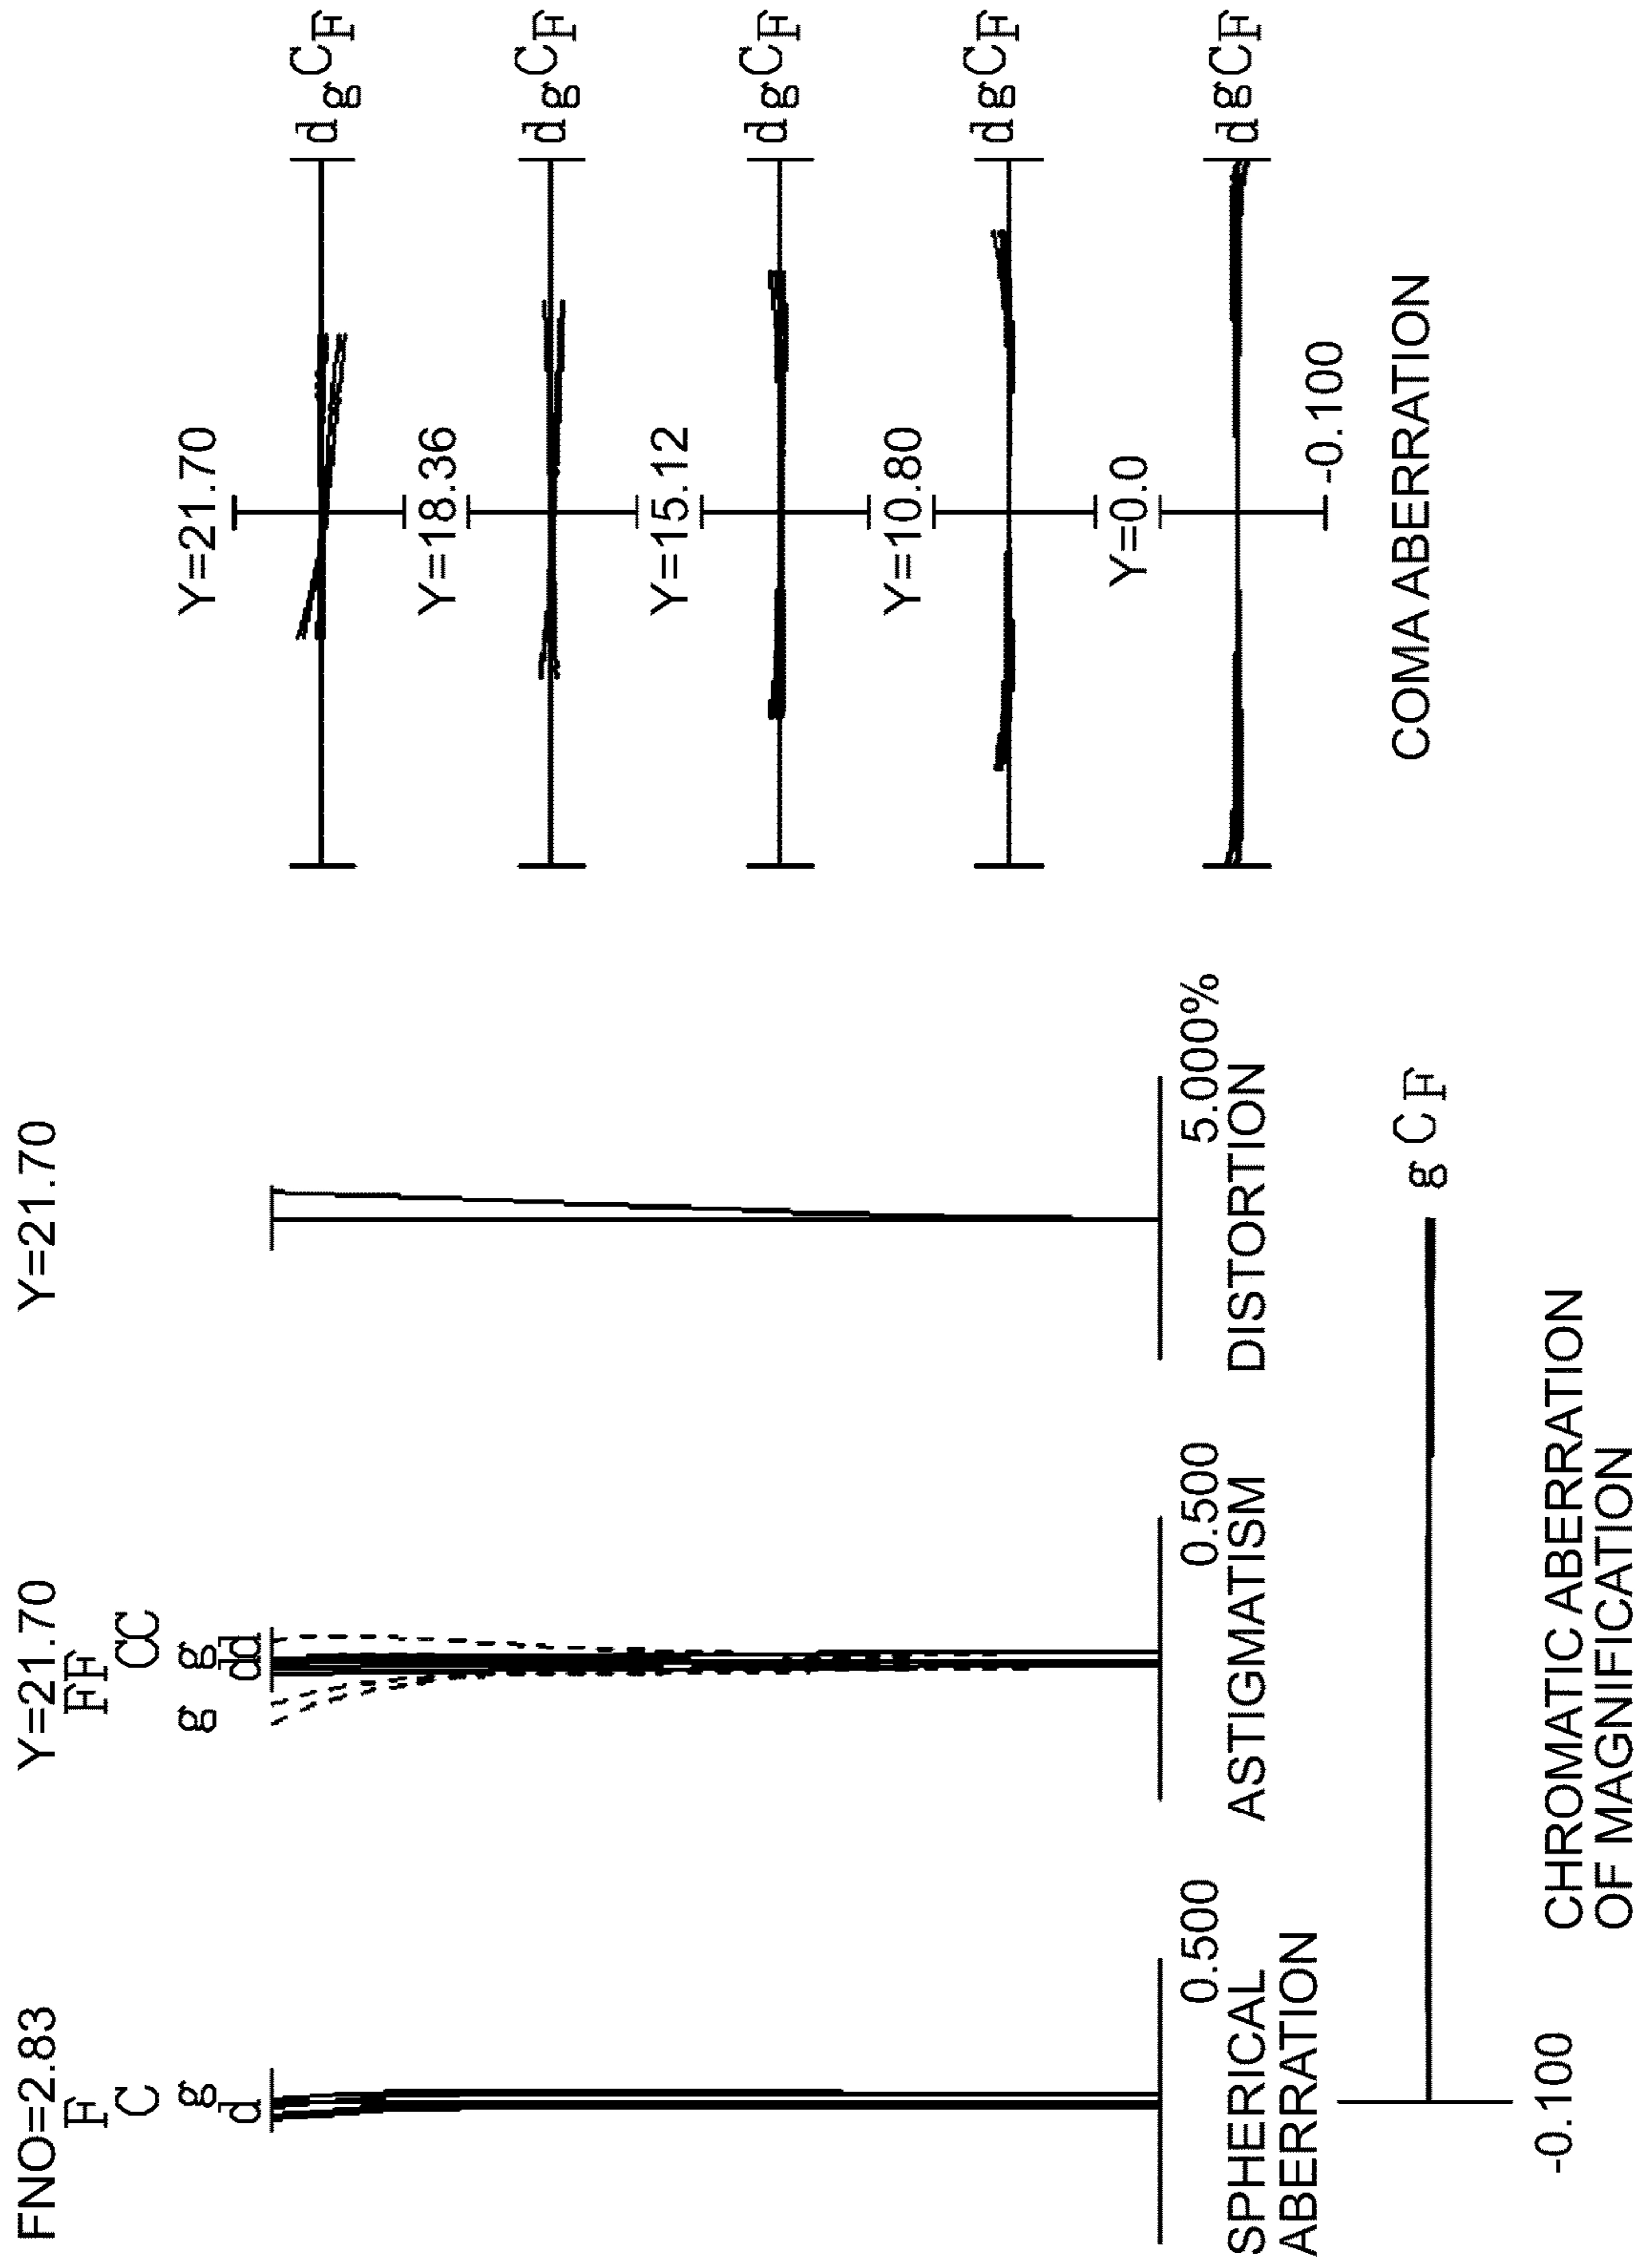 FNO=2.83
F
C
g
d
0.500
SPHERICAL
ABERRATION
Y=21.70
FF
CC
g g
d d
0.500
ASTIGMATISM
Y=21.70
5.000%
DISTORTION
Y=21.70
d g C F
Y=18.36
d g C F
Y=15.12
d g C F
Y=10.80
d g C F
Y=0.0
d g C F
-0.100
COMA ABERRATION
g C F
-0.100
CHROMATIC ABERRATION
OF MAGNIFICATION